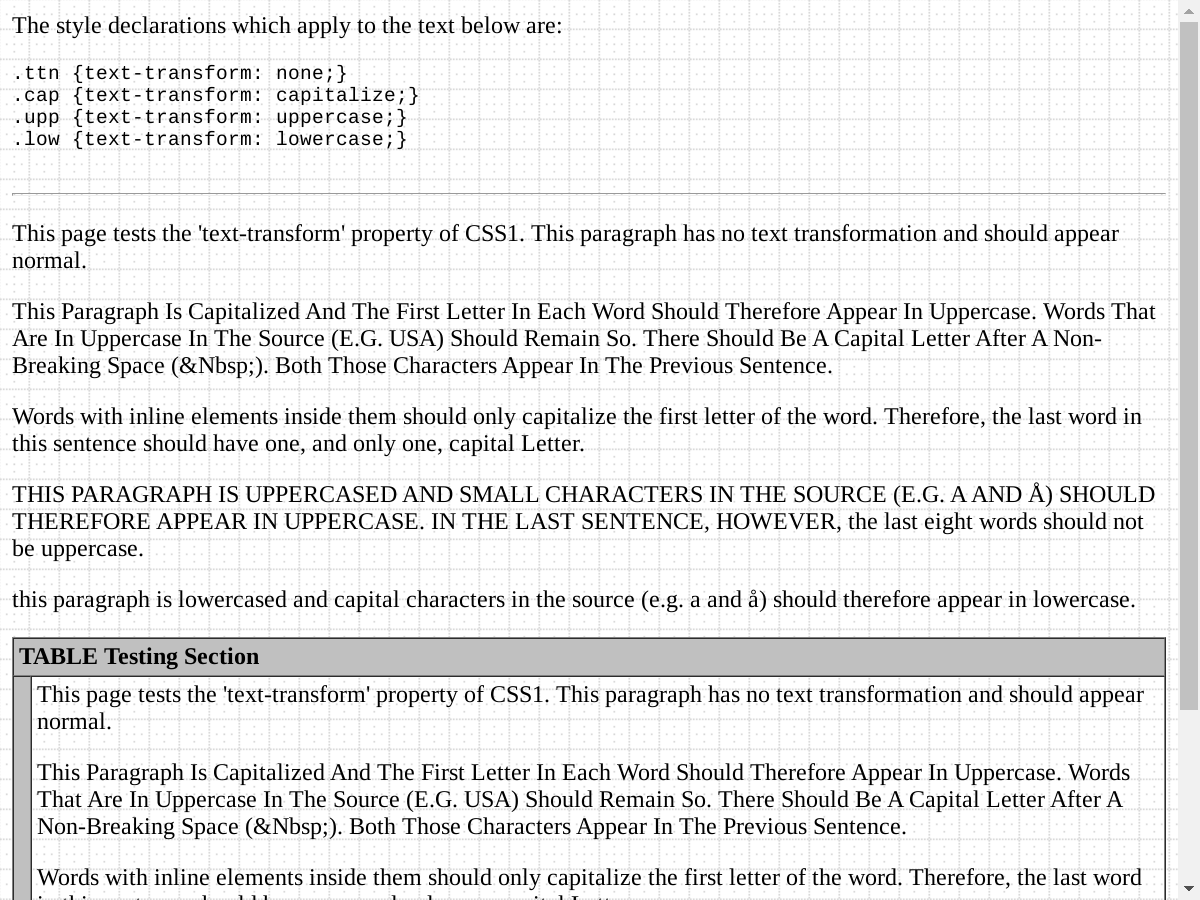 The style declarations which apply to the text below are:
.ttn {text-transform: none;}
.cap {text-transform: capitalize;}
.upp {text-transform: uppercase;}
.low {text-transform: lowercase;}
This page tests the 'text-transform' property of CSS1. This paragraph has no text transformation and should appear
normal.
This Paragraph Is Capitalized And The First Letter In Each Word Should Therefore Appear In Uppercase. Words That
Are In Uppercase In The Source (E.G. USA) Should Remain So. There Should Be A Capital Letter After A Non-
Breaking Space (&Nbsp;). Both Those Characters Appear In The Previous Sentence.
Words with inline elements inside them should only capitalize the first letter of the word. Therefore, the last word in
this sentence should have one, and only one, capital Letter.
THIS PARAGRAPH IS UPPERCASED AND SMALL CHARACTERS IN THE SOURCE (E.G. A AND Å) SHOULD
THEREFORE APPEAR IN UPPERCASE. IN THE LAST SENTENCE, HOWEVER, the last eight words should not
be uppercase.
this paragraph is lowercased and capital characters in the source (e.g. a and å) should therefore appear in lowercase.
TABLE Testing Section
This page tests the 'text-transform' property of CSS1. This paragraph has no text transformation and should appear
normal.
This Paragraph Is Capitalized And The First Letter In Each Word Should Therefore Appear In Uppercase. Words
That Are In Uppercase In The Source (E.G. USA) Should Remain So. There Should Be A Capital Letter After A
Non-Breaking Space (&Nbsp;). Both Those Characters Appear In The Previous Sentence.
Words with inline elements inside them should only capitalize the first letter of the word. Therefore, the last word